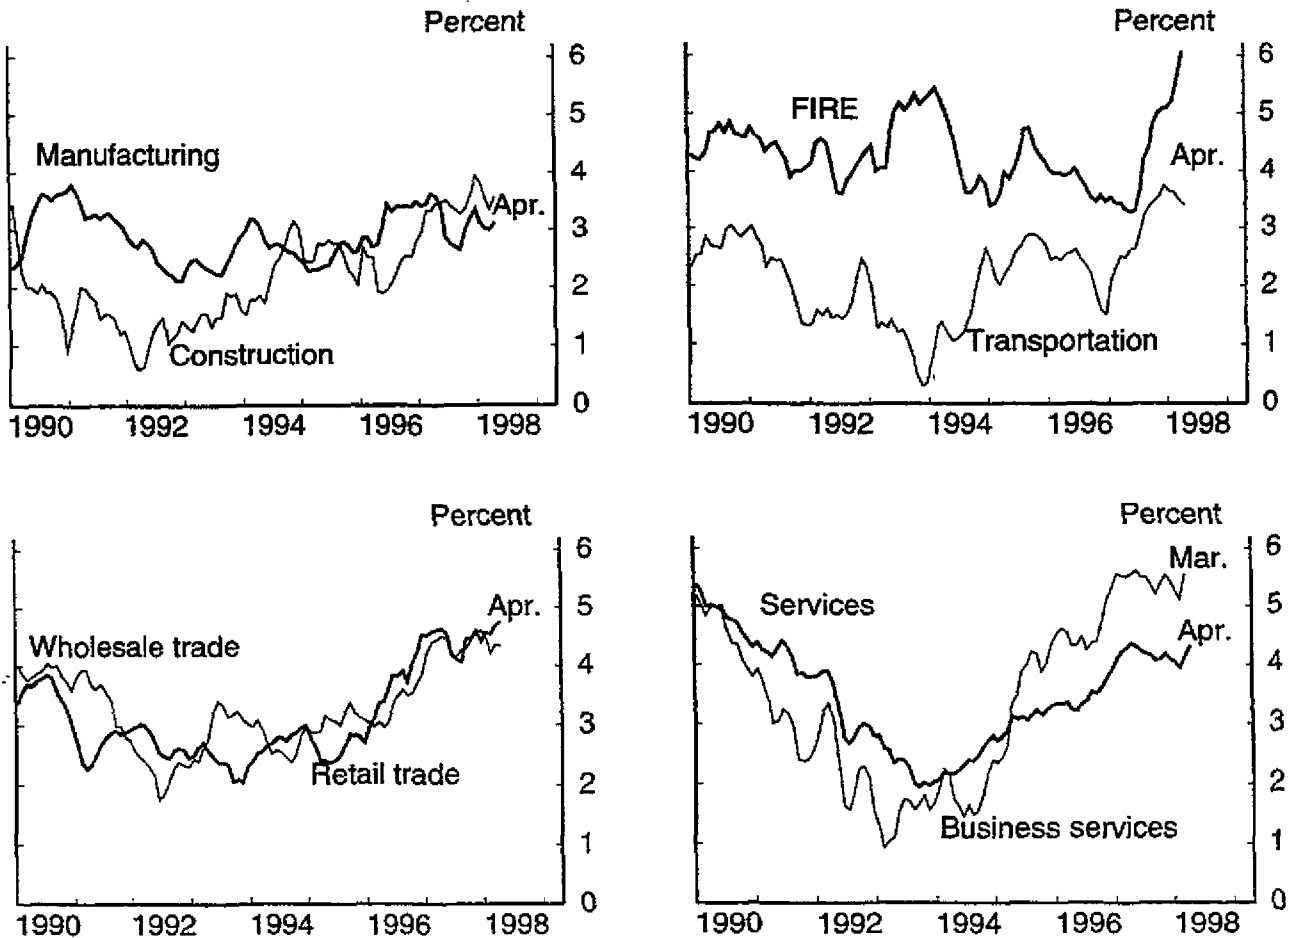 Percent
6
5
4
3
2
1
0
Manufacturing
Apr.
Construction
1990 1992 1994 1996 1998
Percent
6
5
4
3
2
1
0
FIRE
Apr.
Transportation
1990 1992 1994 1996 1998
Percent
6
5
4
3
2
1
0
Apr.
Wholesale trade
Retail trade
1990 1992 1994 1996 1998
Percent
6
5
4
3
2
1
0
Mar.
Services
Apr.
Business services
1990 1992 1994 1996 1998